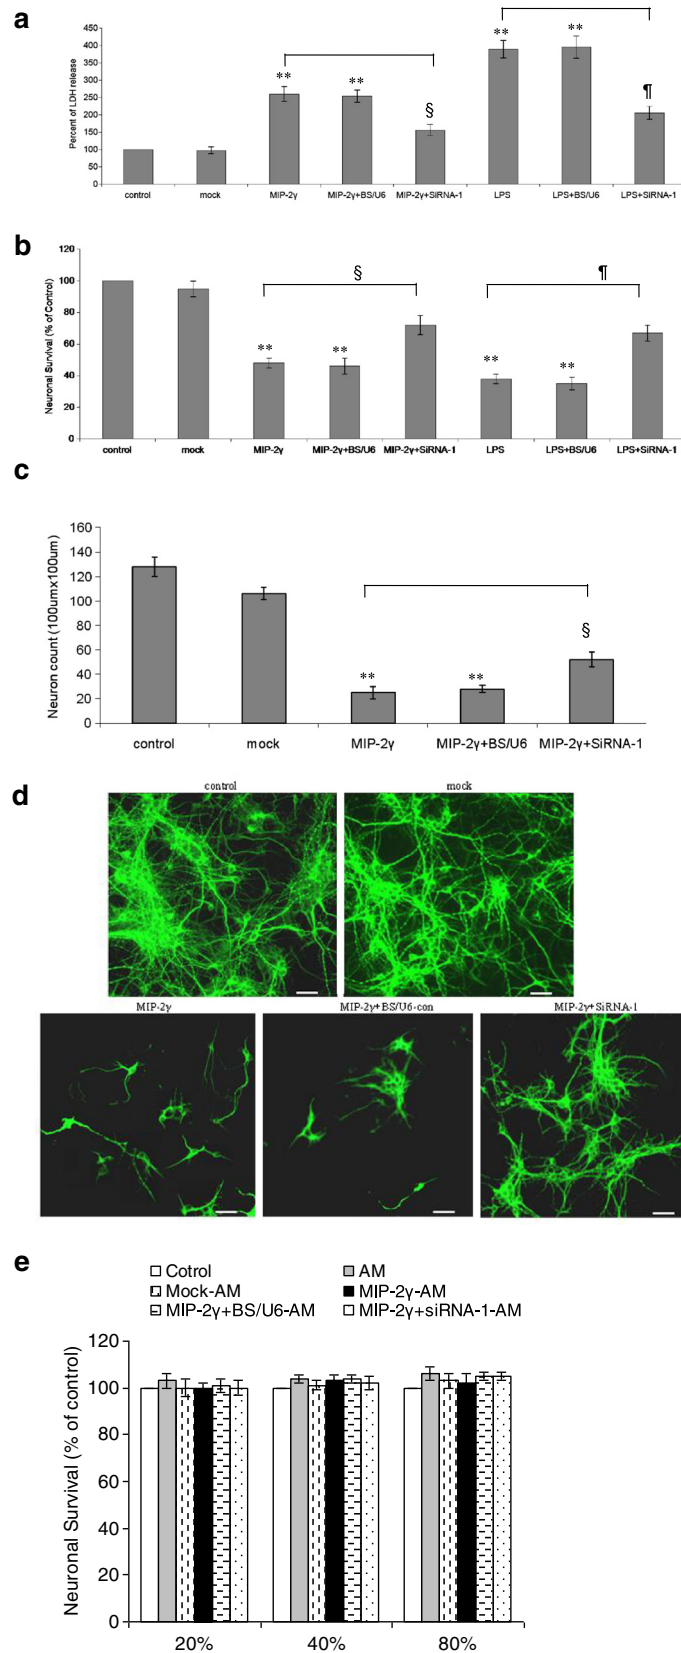 a
Percent of LDH release
450
400
350
300
250
200
150
100
50
0
** ** § ** ** ¶
control mock MIP-2γ MIP-2γ+BS/U6 MIP-2γ+SiRNA-1 LPS LPS+BS/U6 LPS+SiRNA-1
b
Neuronal Survival (% of Control)
120
100
80
60
40
20
0
§ ¶
** ** ** **
control mock MIP-2γ MIP-2γ+BS/U6 MIP-2γ+SiRNA-1 LPS LPS+BS/U6 LPS+SiRNA-1
c
Neuron count (100umx100um)
160
140
120
100
80
60
40
20
0
** ** §
control mock MIP-2γ MIP-2γ+BS/U6 MIP-2γ+SiRNA-1
d
control mock
MIP-2γ MIP-2γ+BS/U6-con MIP-2γ+SiRNA-1
e
Cotrol AM
Mock-AM MIP-2γ-AM
MIP-2γ+BS/U6-AM MIP-2γ+siRNA-1-AM
Neuronal Survival (% of control)
120
100
80
60
40
20
0
20% 40% 80%